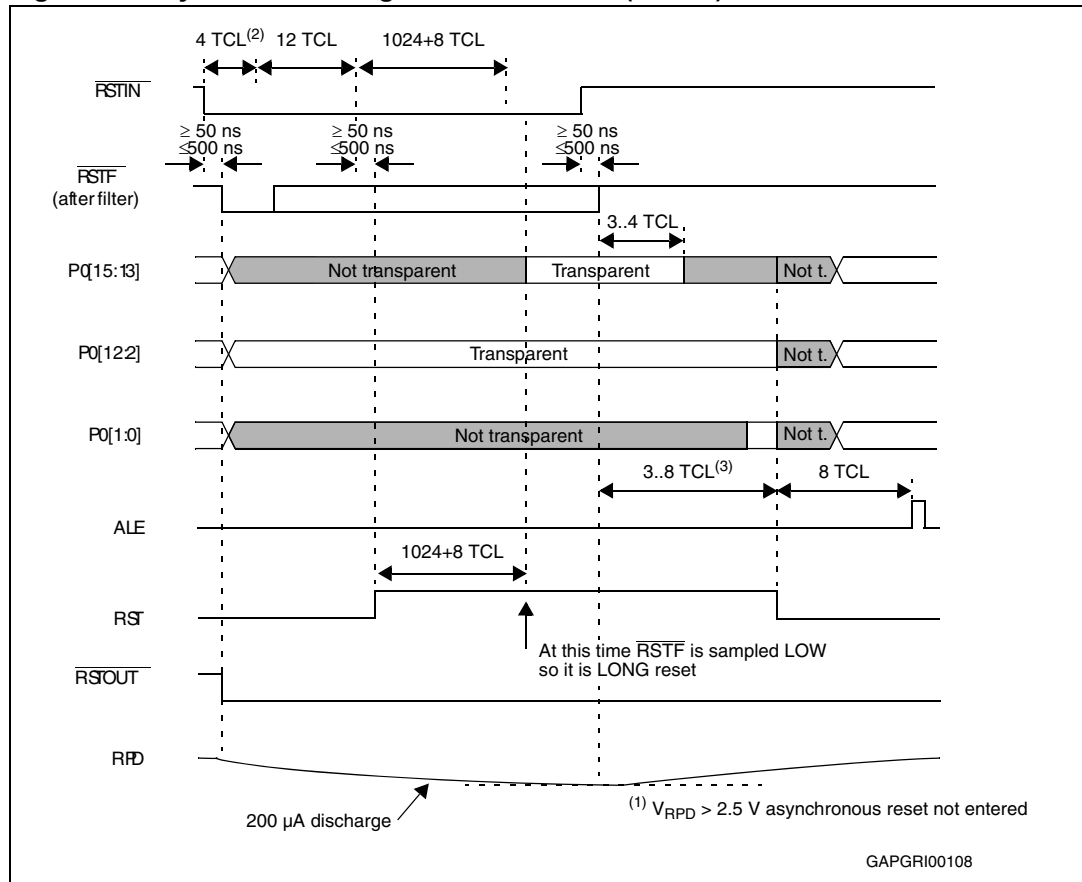 4 TCL(2) 12 TCL 1024+8 TCL
RSTIN
≥ 50 ns ≥ 50 ns ≥ 50 ns
≤500 ns ≤500 ns ≤500 ns
RSTF
(after filter)
3..4 TCL
P0[15:13] Not transparent Transparent Not t.
P0[12:2] Transparent Not t.
P0[1:0] Not transparent Not t.
3..8 TCL(3) 8 TCL
ALE
1024+8 TCL
RST
At this time RSTF is sampled LOW
so it is LONG reset
RSTOUT
RPD
200 µA discharge
(1) VRPD > 2.5 V asynchronous reset not entered
GAPGRI00108